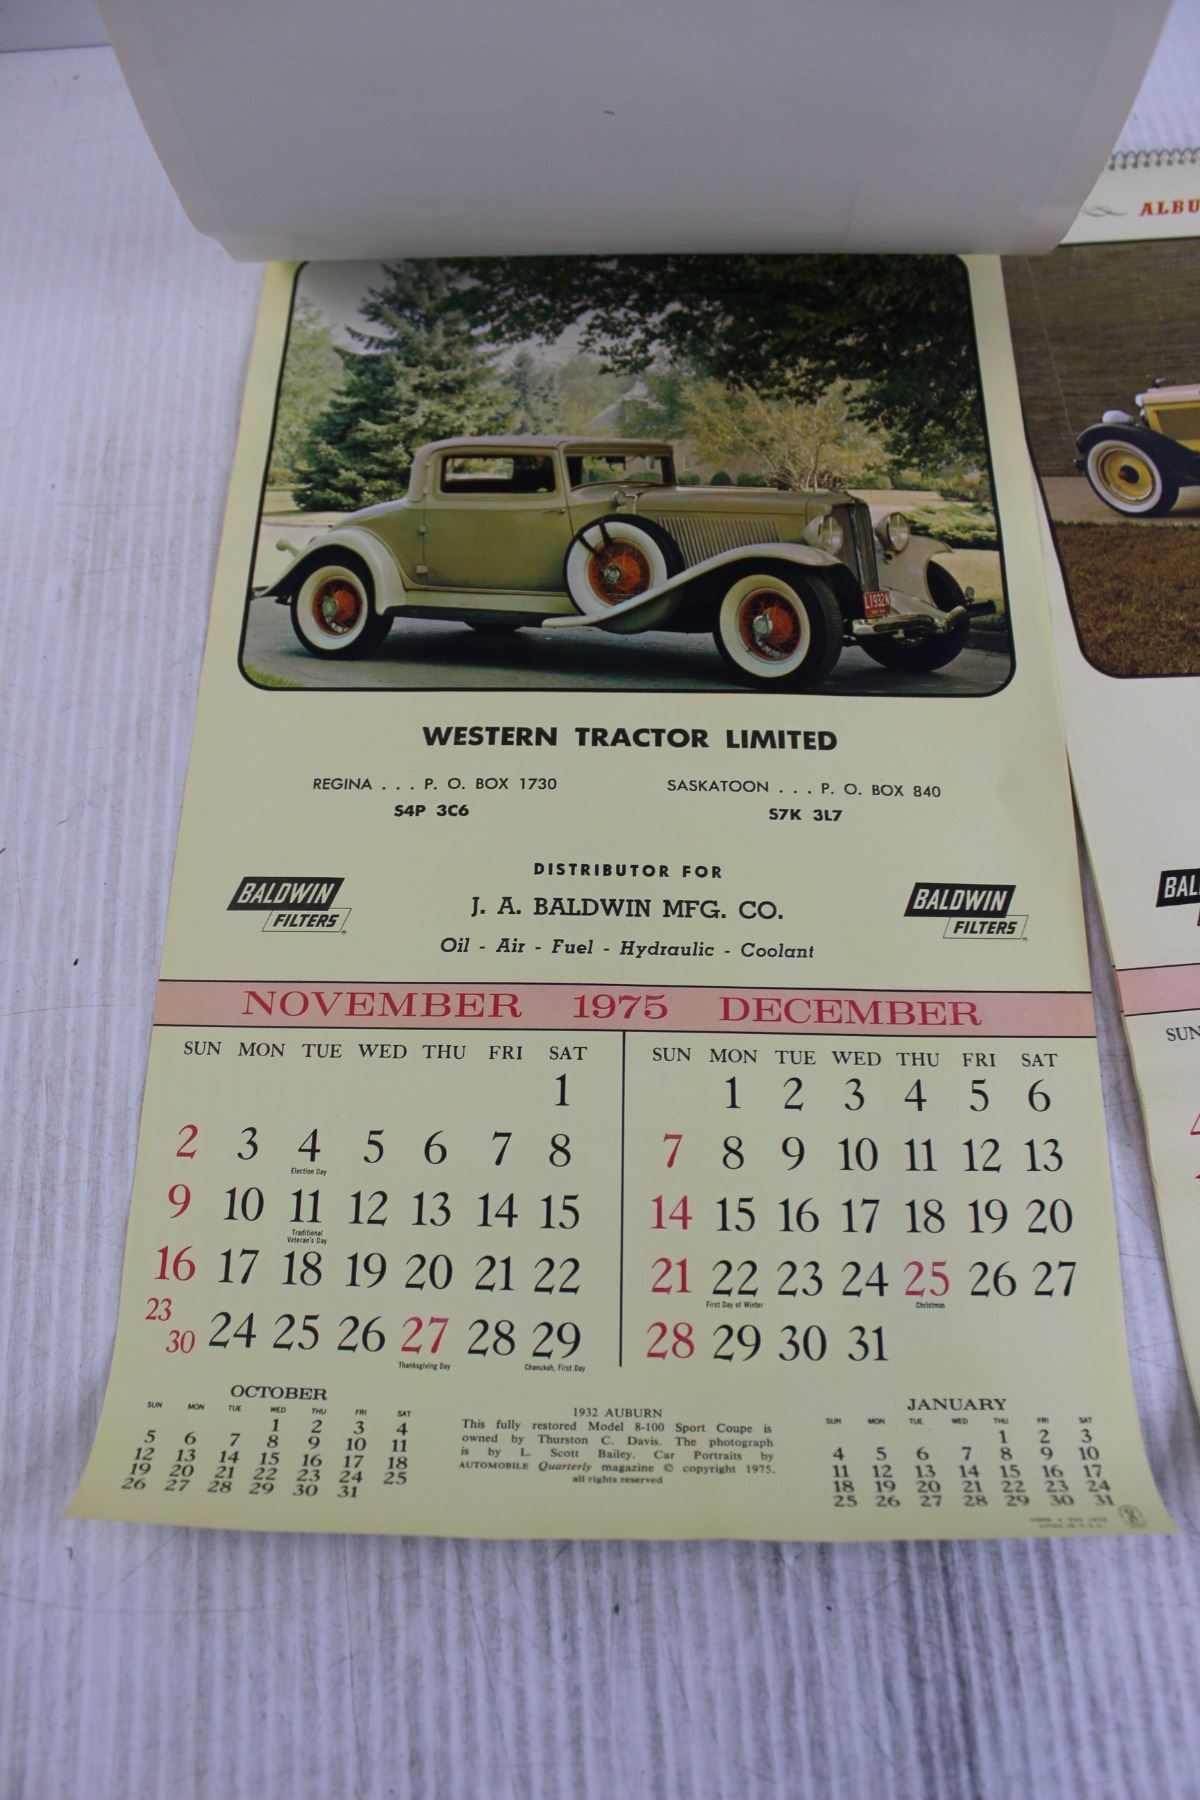 ALBU
L1932N
WESTERN TRACTOR LIMITED
REGINA . . . P. O. BOX 1730
S4P 3C6
SASKATOON . . . P. O. BOX 840
S7K 3L7
DISTRIBUTOR FOR
J. A. BALDWIN MFG. CO.
Oil - Air - Fuel - Hydraulic - Coolant
BALDWIN
FILTERS
BALDWIN
FILTERS
BAL
NOVEMBER 1975 DECEMBER
SUN MON TUE WED THU FRI SAT
1
2 3 4 5 6 7 8
Election Day
9 10 11 12 13 14 15
Traditional
Veteran's Day
16 17 18 19 20 21 22
23 30 24 25 26 27 28 29
Thanksgiving Day
Chanukah, First Day
SUN MON TUE WED THU FRI SAT
1 2 3 4 5 6
7 8 9 10 11 12 13
14 15 16 17 18 19 20
21 22 23 24 25 26 27
First Day of Winter
Christmas
28 29 30 31
SUN
OCTOBER
SUN MON TUE WED THU FRI SAT
1 2 3 4
5 6 7 8 9 10 11
12 13 14 15 16 17 18
19 20 21 22 23 24 25
26 27 28 29 30 31
1932 AUBURN
This fully restored Model 8-100 Sport Coupe is
owned by Thurston C. Davis. The photograph
is by L. Scott Bailey. Car Portraits by
AUTOMOBILE Quarterly magazine © copyright 1975.
all rights reserved
JANUARY
SUN MON TUE WED THU FRI SAT
1 2 3
4 5 6 7 8 9 10
11 12 13 14 15 16 17
18 19 20 21 22 23 24
25 26 27 28 29 30 31